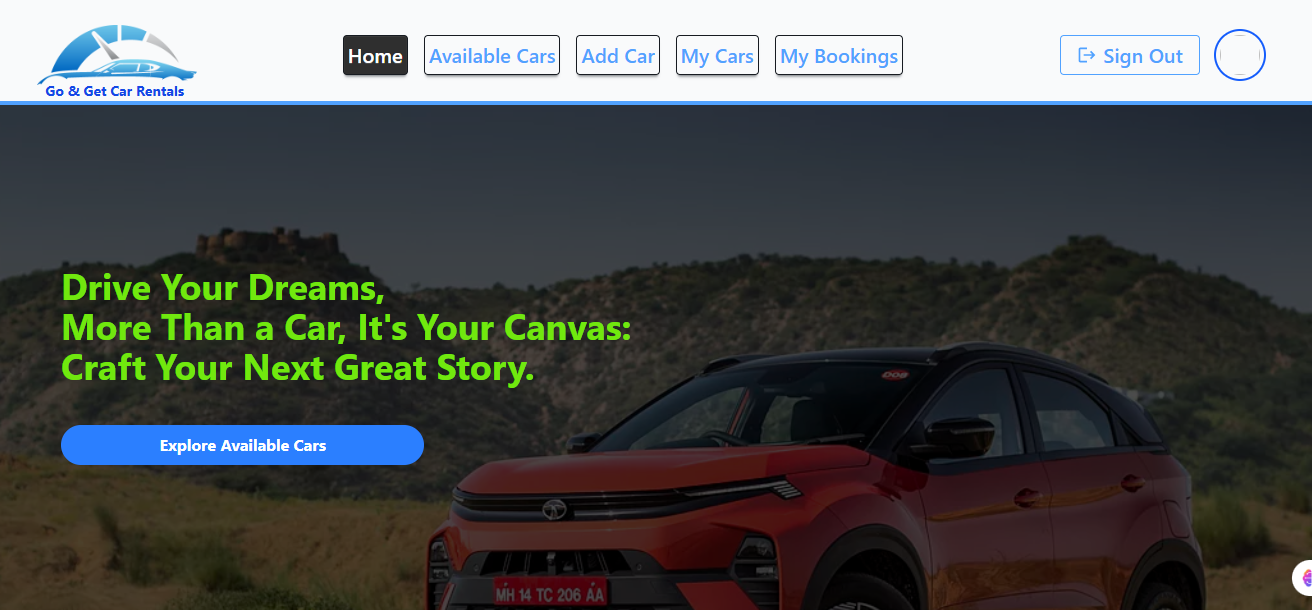 Go & Get Car Rentals
Home
Available Cars
Add Car
My Cars
My Bookings
Sign Out
Drive Your Dreams,
More Than a Car, It's Your Canvas:
Craft Your Next Great Story.
Explore Available Cars
MH 14 TC 206 AA